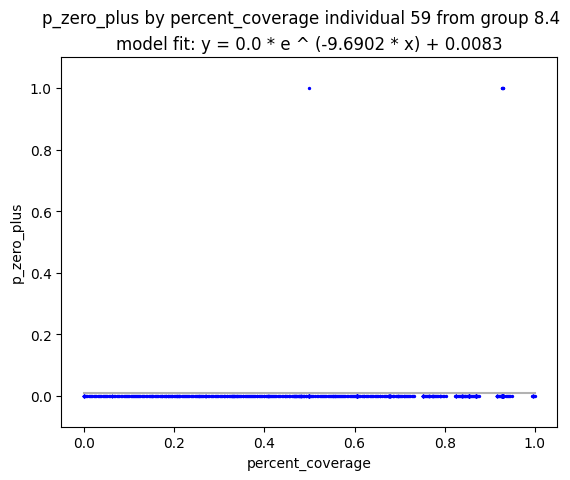 p_zero_plus by percent_coverage individual 59 from group 8.4
model fit: y = 0.0 * e ^ (-9.6902 * x) + 0.0083
1.0
0.8
0.6
0.4
0.2
0.0
p_zero_plus
0.0 0.2 0.4 0.6 0.8 1.0
percent_coverage